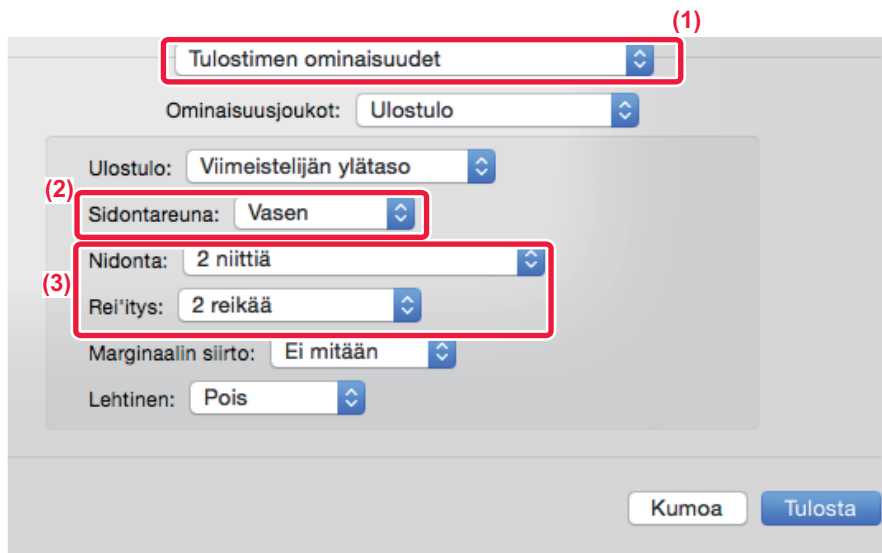 (1)
Tulostimen ominaisuudet
Ominaisuusjoukot: Ulostulo
Ulostulo: Viimeistelijän ylätaso
(2)
Sidontareuna: Vasen
Nidonta: 2 niittiä
(3)
Rei'itys: 2 reikää
Marginaalin siirto: Ei mitään
Lehtinen: Pois
Kumoa Tulosta